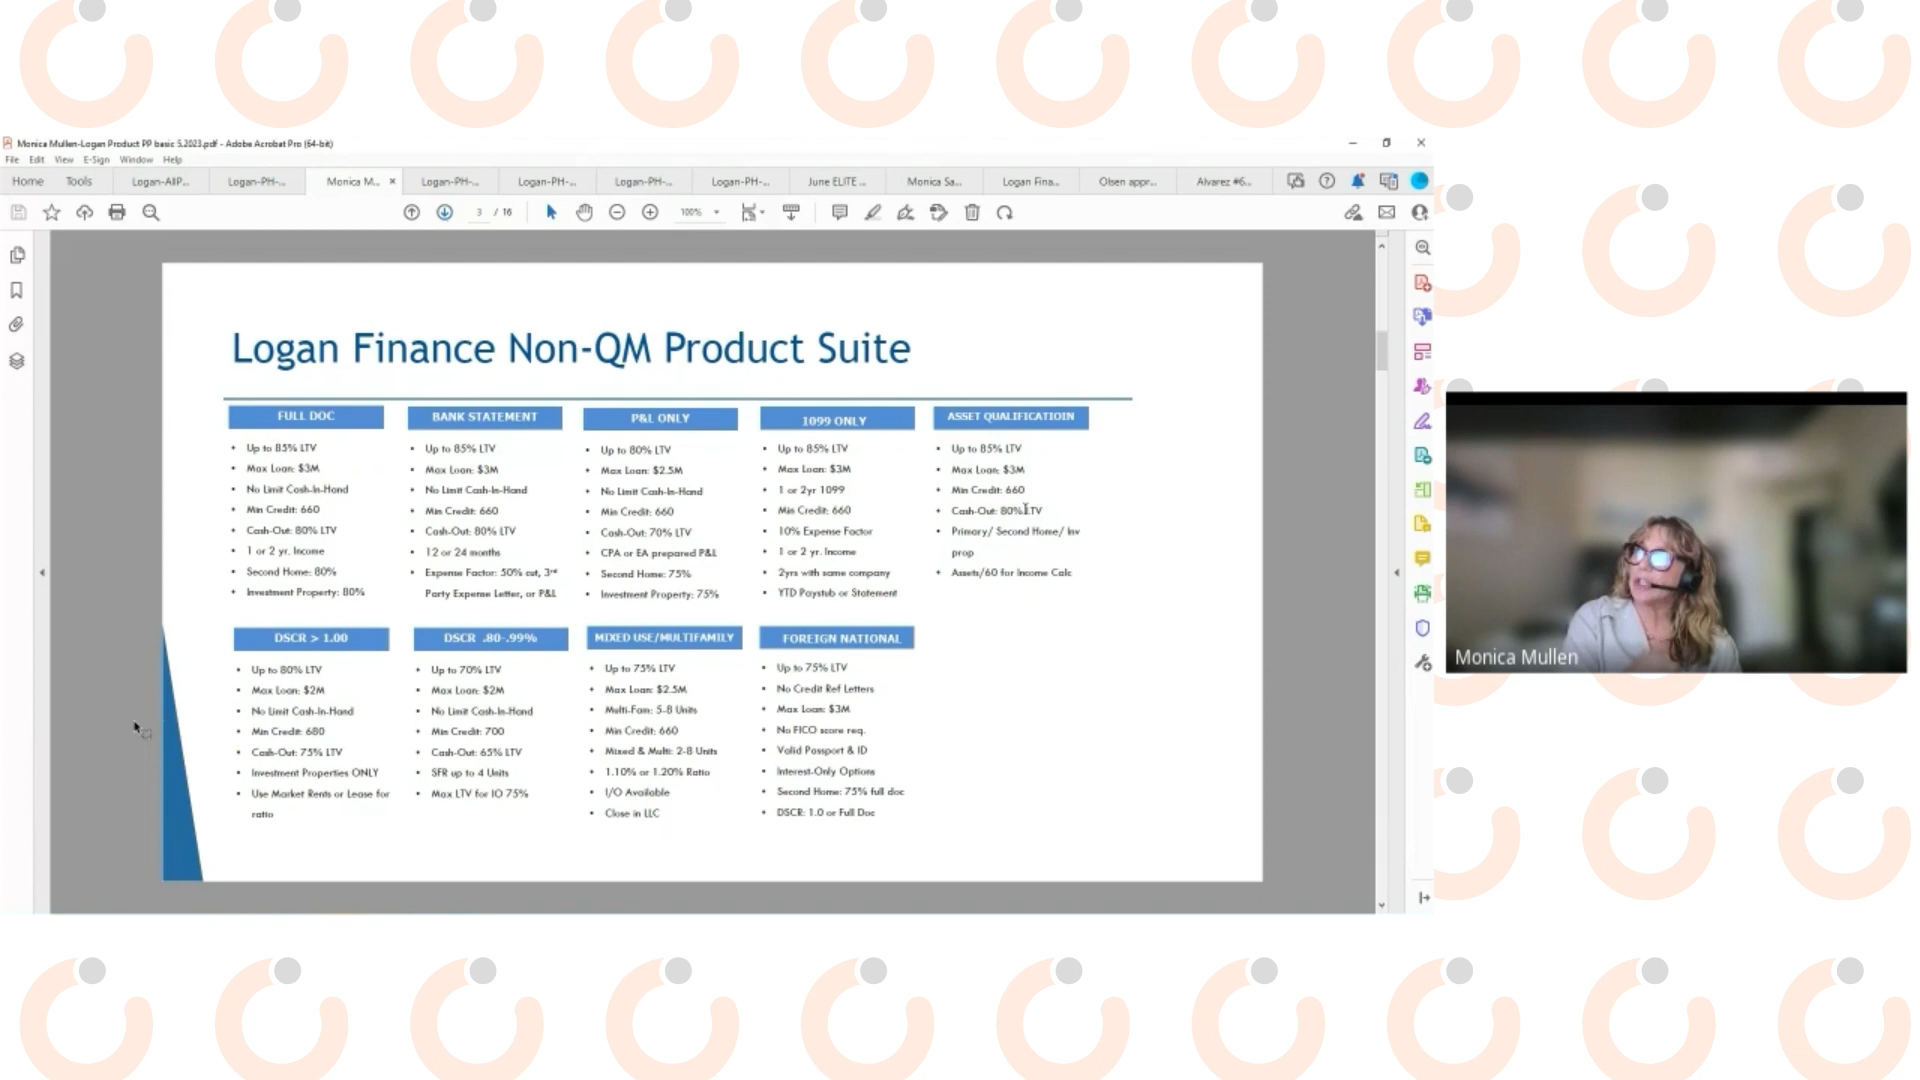 Monica Mullen-Logan Product PP basic 5.2023.pdf - Adobe Acrobat Pro (64-bit)
File Edit View E-Sign Window Help
Home Tools Logan-AllP... Logan-PH-... Monica M... × Logan-PH-... Logan-PH-... Logan-PH-... Logan-PH-... June ELITE ... Monica Sa... Logan Fina... Olsen appr... Alvarez #6...
3 / 16 100%
Logan Finance Non-QM Product Suite
FULL DOC
• Up to 85% LTV
• Max Loan: $3M
• No Limit Cash-In-Hand
• Min Credit: 660
• Cash-Out: 80% LTV
• 1 or 2 yr. Income
• Second Home: 80%
• Investment Property: 80%
BANK STATEMENT
• Up to 85% LTV
• Max Loan: $3M
• No Limit Cash-In-Hand
• Min Credit: 660
• Cash-Out: 80% LTV
• 12 or 24 months
• Expense Factor: 50% cut, 3rd
Party Expense Letter, or P&L
P&L ONLY
• Up to 80% LTV
• Max Loan: $2.5M
• No Limit Cash-In-Hand
• Min Credit: 660
• Cash-Out: 70% LTV
• CPA or EA prepared P&L
• Second Home: 75%
• Investment Property: 75%
1099 ONLY
• Up to 85% LTV
• Max Loan: $3M
• 1 or 2yr 1099
• Min Credit: 660
• 10% Expense Factor
• 1 or 2 yr. Income
• 2yrs with same company
• YTD Paystub or Statement
ASSET QUALIFICATIOIN
• Up to 85% LTV
• Max Loan: $3M
• Min Credit: 660
• Cash-Out: 80% LTV
• Primary/ Second Home/ Inv
prop
• Assets/60 for Income Calc
DSCR > 1.00
• Up to 80% LTV
• Max Loan: $2M
• No Limit Cash-In-Hand
• Min Credit: 680
• Cash-Out: 75% LTV
• Investment Properties ONLY
• Use Market Rents or Lease for
ratio
DSCR .80-.99%
• Up to 70% LTV
• Max Loan: $2M
• No Limit Cash-In-Hand
• Min Credit: 700
• Cash-Out: 65% LTV
• SFR up to 4 Units
• Max LTV for IO 75%
MIXED USE/MULTIFAMILY
• Up to 75% LTV
• Max Loan: $2.5M
• Multi-Fam: 5-8 Units
• Min Credit: 660
• Mixed & Multi: 2-8 Units
• 1.10% or 1.20% Ratio
• I/O Available
• Close in LLC
FOREIGN NATIONAL
• Up to 75% LTV
• No Credit Ref Letters
• Max Loan: $3M
• No FICO score req.
• Valid Passport & ID
• Interest-Only Options
• Second Home: 75% full doc
• DSCR: 1.0 or Full Doc
Monica Mullen